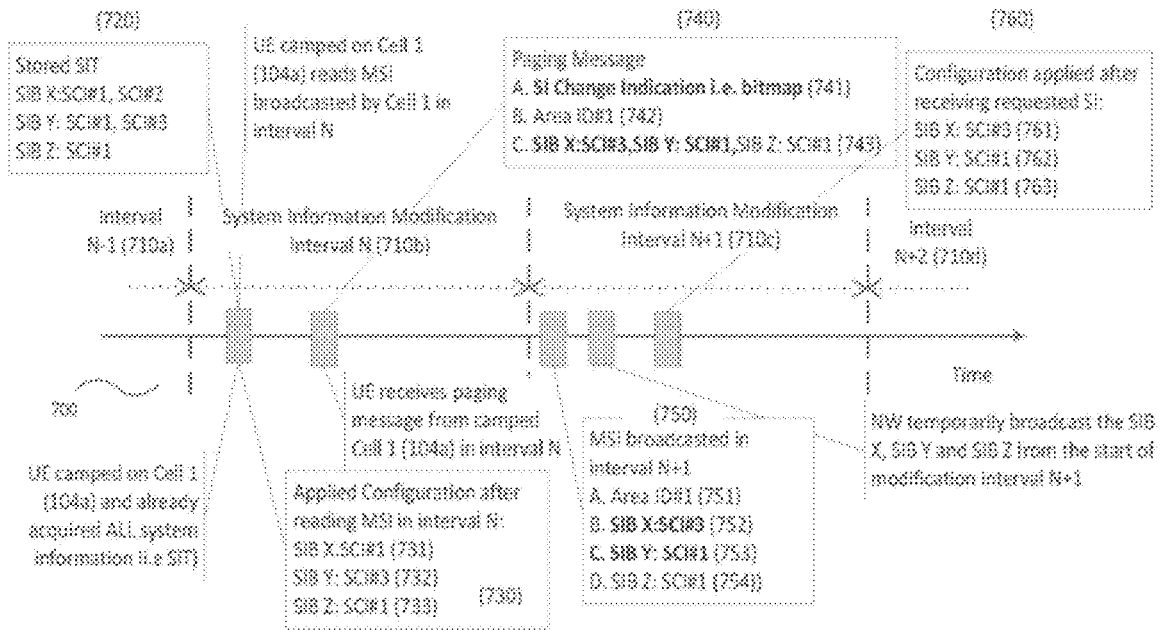 (720)
Stored SIT
SIB X:SCI#1, SCI#2
SIB Y: SCI#1, SCI#3
SIB Z: SCI#1
UE camped on Cell 1
(104a) reads MSI
broadcasted by Cell 1 in
interval N
(740)
Paging Message
A. SI Change Indication i.e. bitmap (741)
B. Area ID#1 (742)
C. SIB X:SCI#3,SIB Y: SCI#1,SIB Z: SCI#1 (743)
(760)
Configuration applied after
receiving requested SI:
SIB X: SCI#3 (761)
SIB Y: SCI#1 (762)
SIB Z: SCI#1 (763)
Interval
N-1 (710a)
System Information Modification
Interval N (710b)
System Information Modification
Interval N+1 (710c)
Interval
N+2 (710d)
Time
700
UE camped on Cell 1
(104a) and already
acquired ALL system
information (i.e SIT)
UE receives paging
message from camped
Cell 1 (104a) in interval N
Applied Configuration after
reading MSI in interval N:
SIB X:SCI#1 (731)
SIB Y: SCI#3 (732)
SIB Z: SCI#1 (733)
(730)
(750)
MSI broadcasted in
interval N+1
A. Area ID#1 (751)
B. SIB X:SCI#3 (752)
C. SIB Y: SCI#1 (753)
D. SIB Z: SCI#1 (754))
NW temporarily broadcast the SIB
X, SIB Y and SIB Z from the start of
modification interval N+1